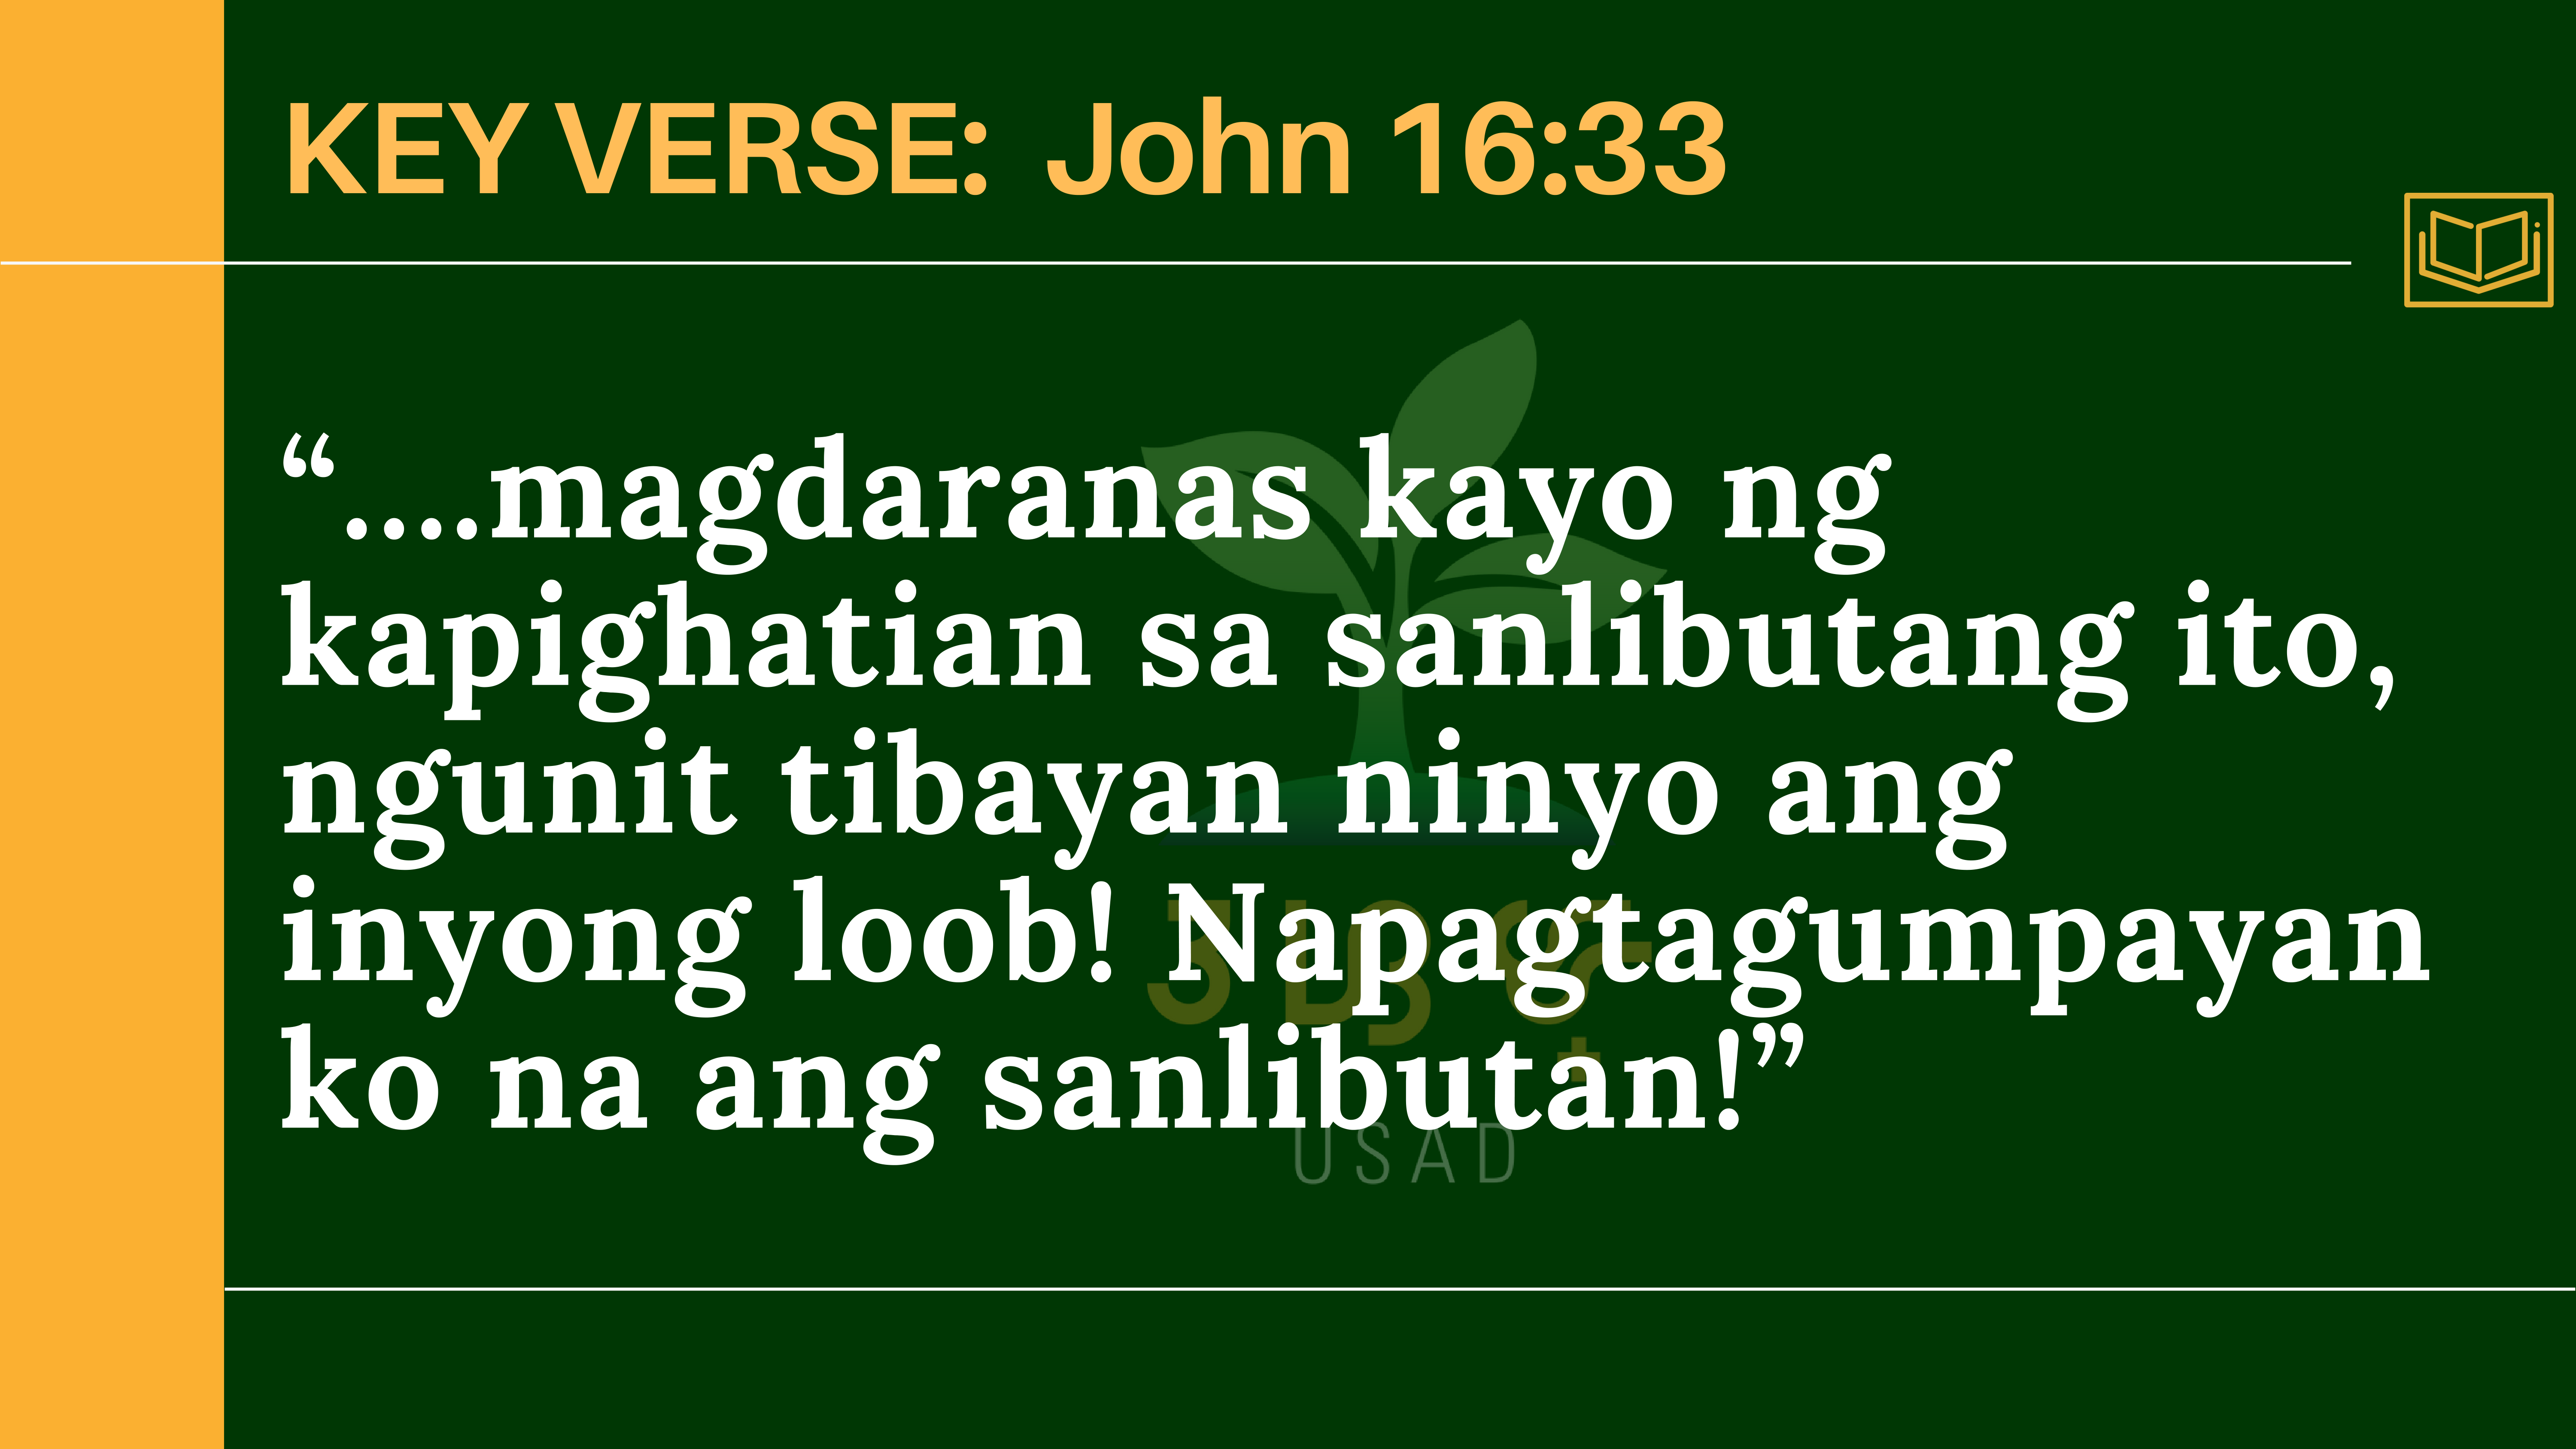 KEY VERSE: John 16:33
“....magdaranas kayo ng
kapighatian sa sanlibutang ito,
ngunit tibayan ninyo ang
inyong loob! Napagtagumpayan
ko na ang sanlibutan!”
USAD